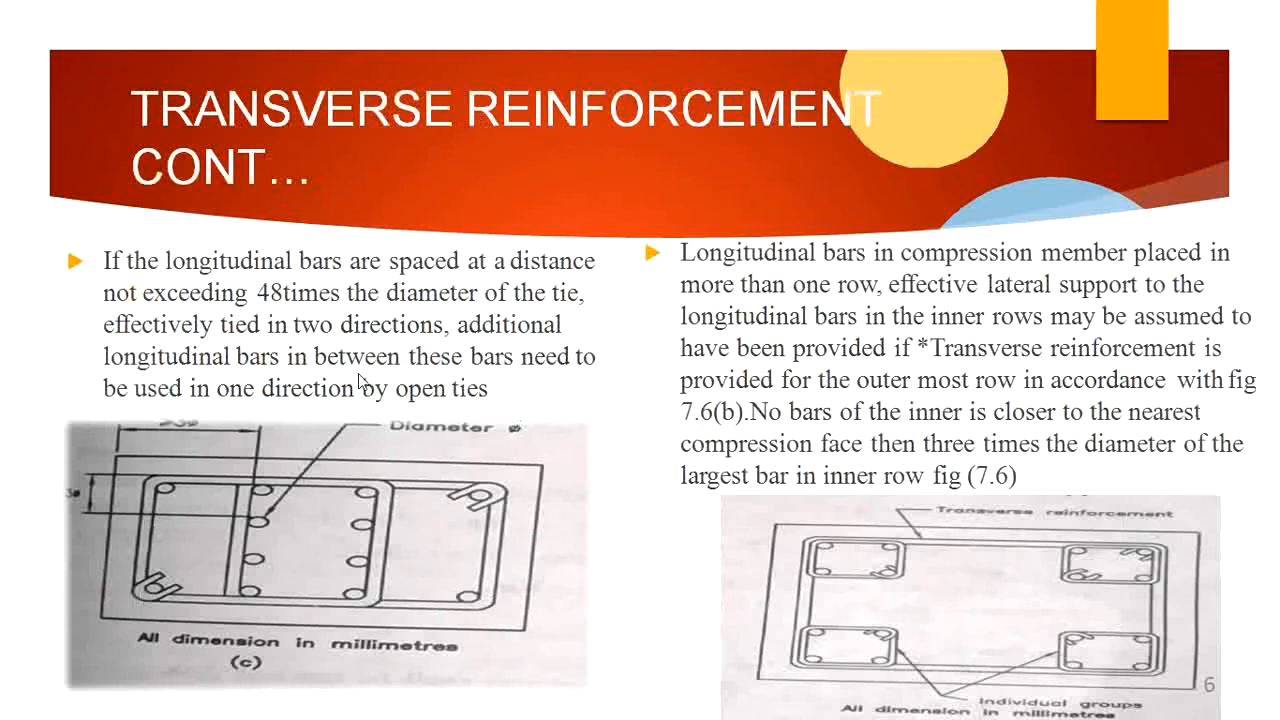 TRANSVERSE REINFORCEMENT
CONT...
If the longitudinal bars are spaced at a distance
not exceeding 48times the diameter of the tie,
effectively tied in two directions, additional
longitudinal bars in between these bars need to
be used in one direction by open ties
Diameter ø
All dimension in millimetres
(c)
Longitudinal bars in compression member placed in
more than one row, effective lateral support to the
longitudinal bars in the inner rows may be assumed to
have been provided if *Transverse reinforcement is
provided for the outer most row in accordance with fig
7.6(b).No bars of the inner is closer to the nearest
compression face then three times the diameter of the
largest bar in inner row fig (7.6)
Transverse reinforcement
Individual groups
All dimension in millimetres
6